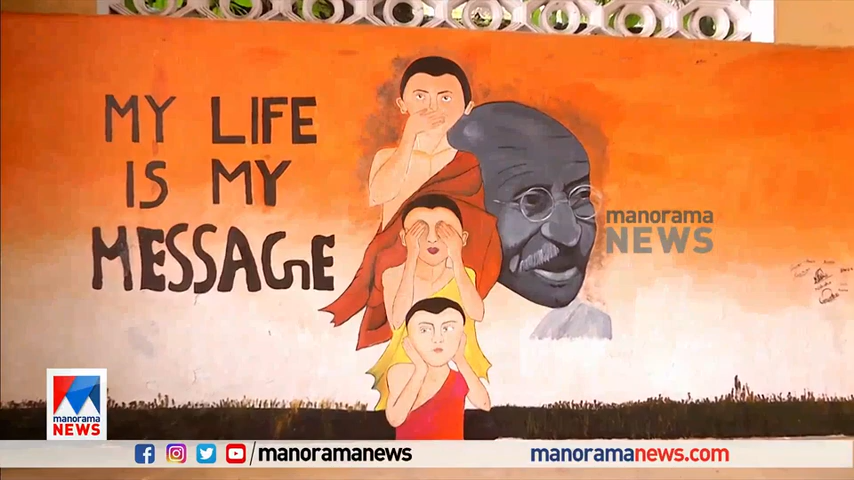 MY LIFE
IS MY
MESSAGE
manorama
NEWS
manorama
NEWS
/manoramanews
manoramanews.com